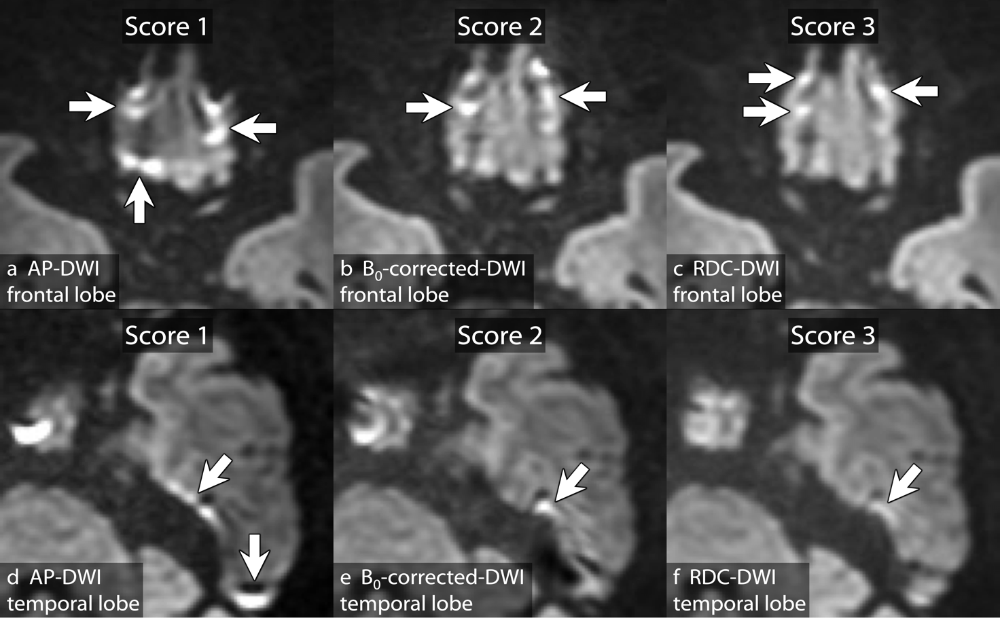 Score 1
Score 2
Score 3
a AP-DWI
frontal lobe
b B₀-corrected-DWI
frontal lobe
c RDC-DWI
frontal lobe
Score 1
Score 2
Score 3
d AP-DWI
temporal lobe
e B₀-corrected-DWI
temporal lobe
f RDC-DWI
temporal lobe